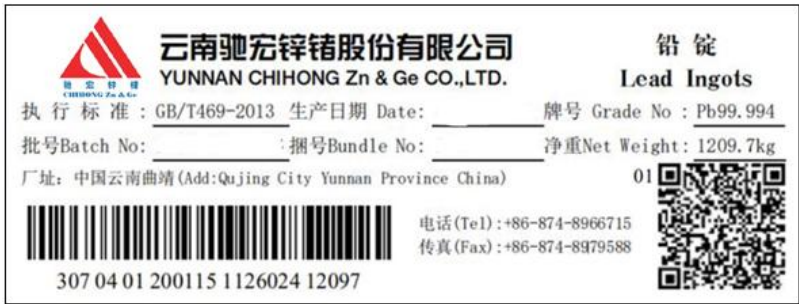 云南驰宏锌锗股份有限公司
YUNNAN CHIHONG Zn & Ge CO.,LTD.
驰 宏 锌 锗
CHIHONG Zn & Ge
铅 锭
Lead Ingots
执 行 标 准 : GB/T469-2013 生产日期 Date:
牌号 Grade No : Pb99.994
批号Batch No: 捆号Bundle No:
净重Net Weight: 1209.7kg
厂址: 中国云南曲靖(Add:Qujing City Yunnan Province China)
01
电话(Tel):+86-874-8966715
传真(Fax):+86-874-8979588
307 04 01 200115 1126024 12097